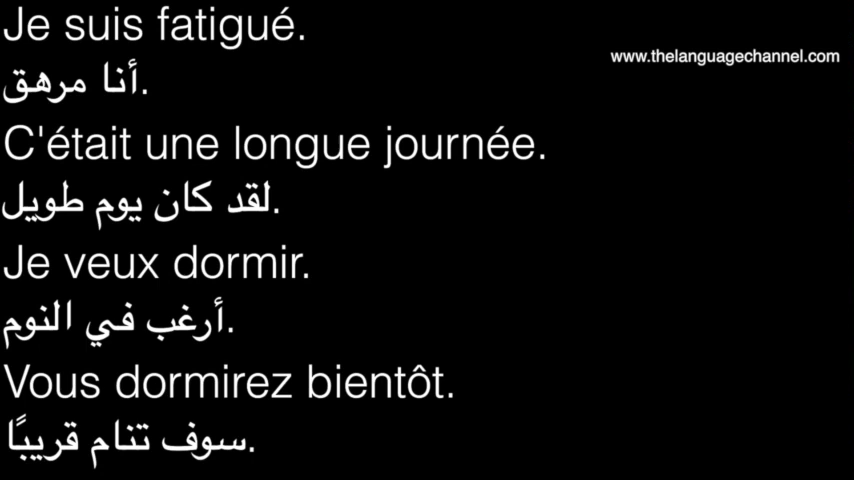 Je suis fatigué.
www.thelanguagechannel.com
أنا مرهق.
C'était une longue journée.
لقد كان يوم طويل.
Je veux dormir.
أرغب في النوم.
Vous dormirez bientôt.
سوف تنام قريبًا.